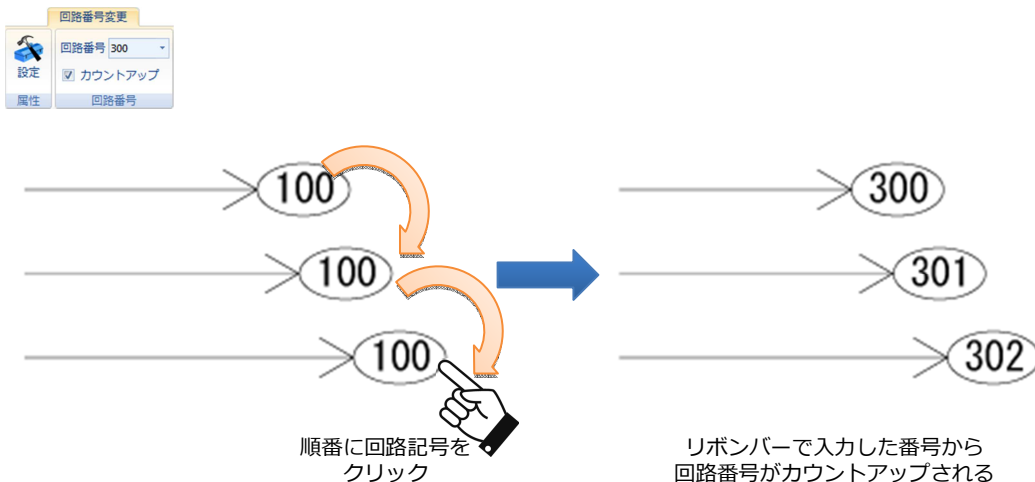 回路番号変更
回路番号 300
設定
カウントアップ
属性
回路番号
100
300
100
301
100
302
順番に回路記号を
クリック
リボンバーで入力した番号から
回路番号がカウントアップされる